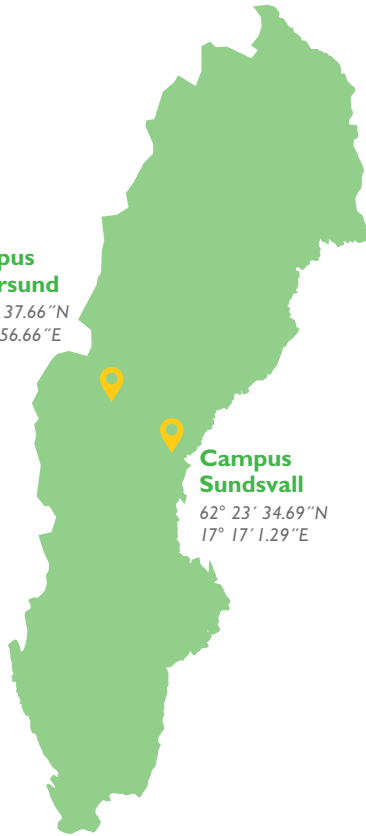 pus
rsund
37.66˝N
56.66˝E
Campus
Sundsvall
62° 23´ 34.69˝N
17° 17´ 1.29˝E